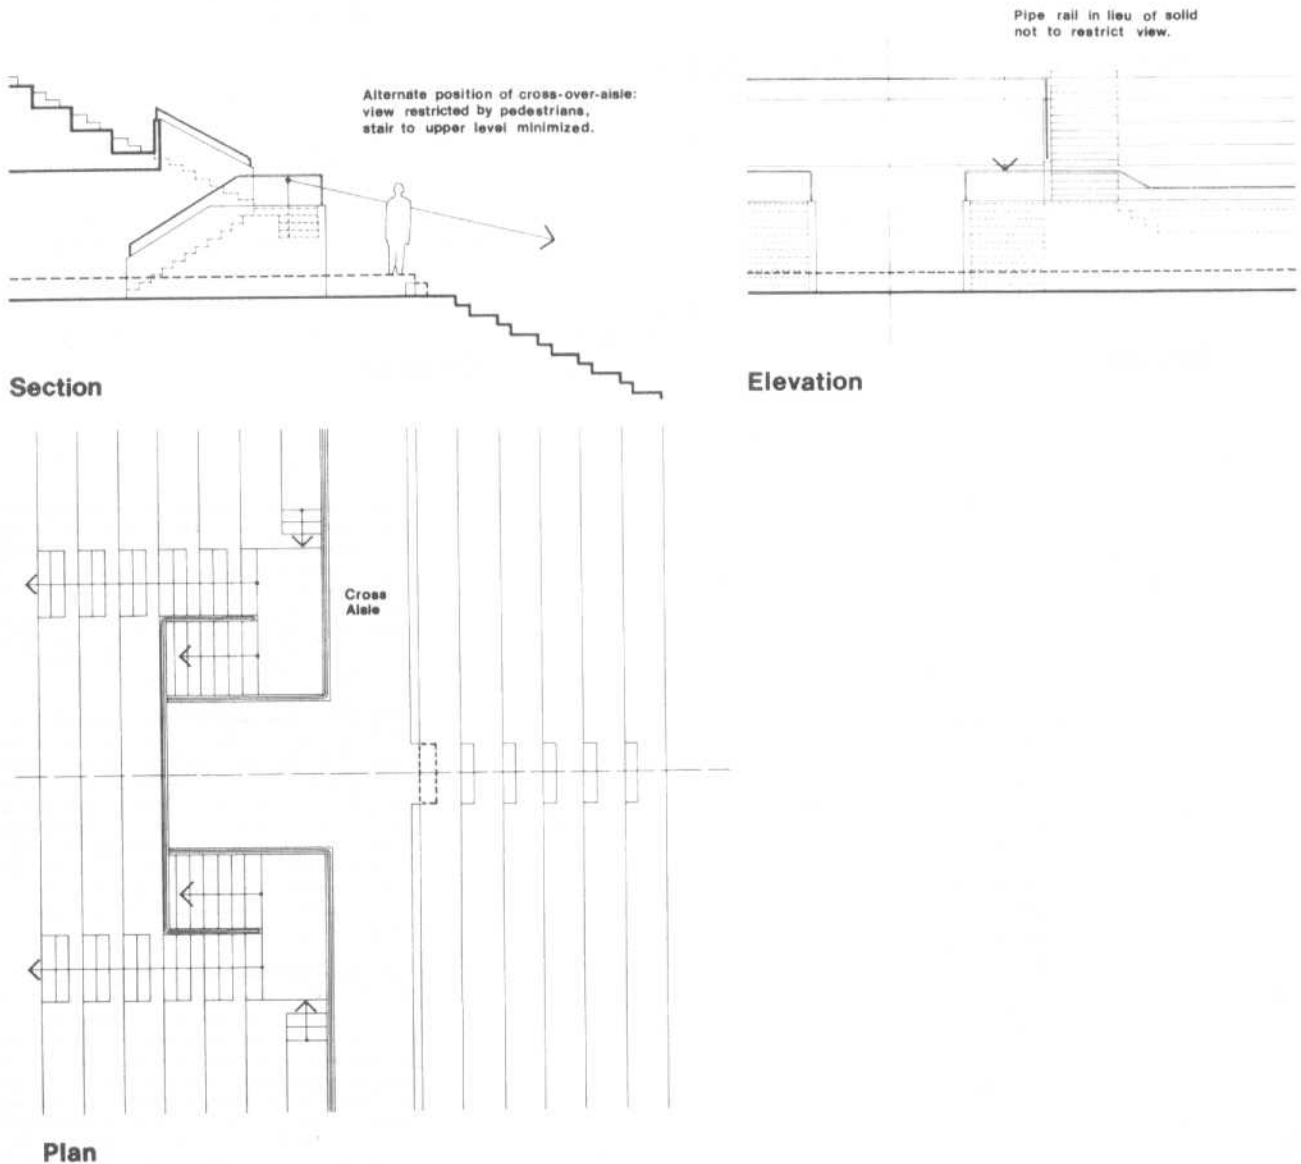 Pipe rail in lieu of solid
not to restrict view.
Alternate position of cross-over-aisle:
view restricted by pedestrians,
stair to upper level minimized.
Section
Elevation
Cross
Aisle
Plan